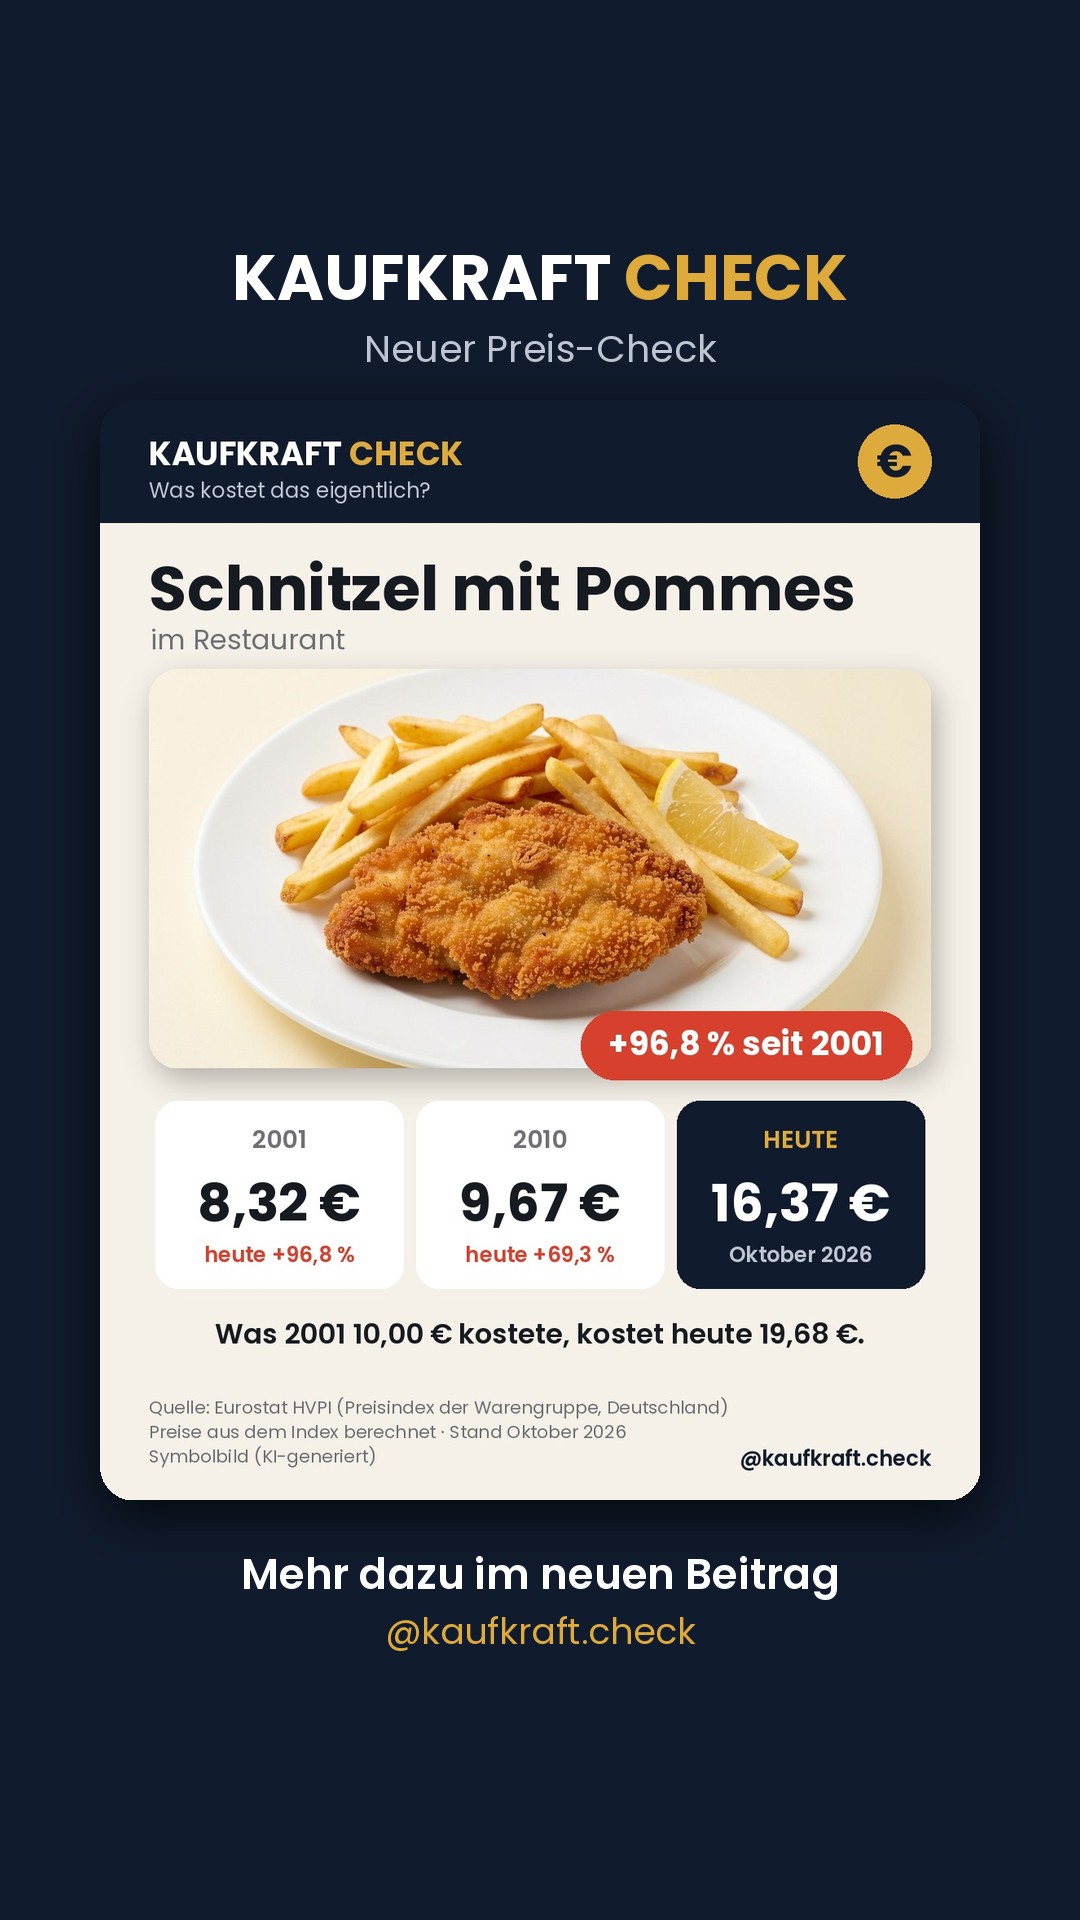 KAUFKRAFT CHECK
Neuer Preis-Check
KAUFKRAFT CHECK
Was kostet das eigentlich?
€
Schnitzel mit Pommes
im Restaurant
+96,8 % seit 2001
2001
8,32 €
heute +96,8 %
2010
9,67 €
heute +69,3 %
HEUTE
16,37 €
Oktober 2026
Was 2001 10,00 € kostete, kostet heute 19,68 €.
Quelle: Eurostat HVPI (Preisindex der Warengruppe, Deutschland)
Preise aus dem Index berechnet · Stand Oktober 2026
Symbolbild (KI-generiert)
@kaufkraft.check
Mehr dazu im neuen Beitrag
@kaufkraft.check